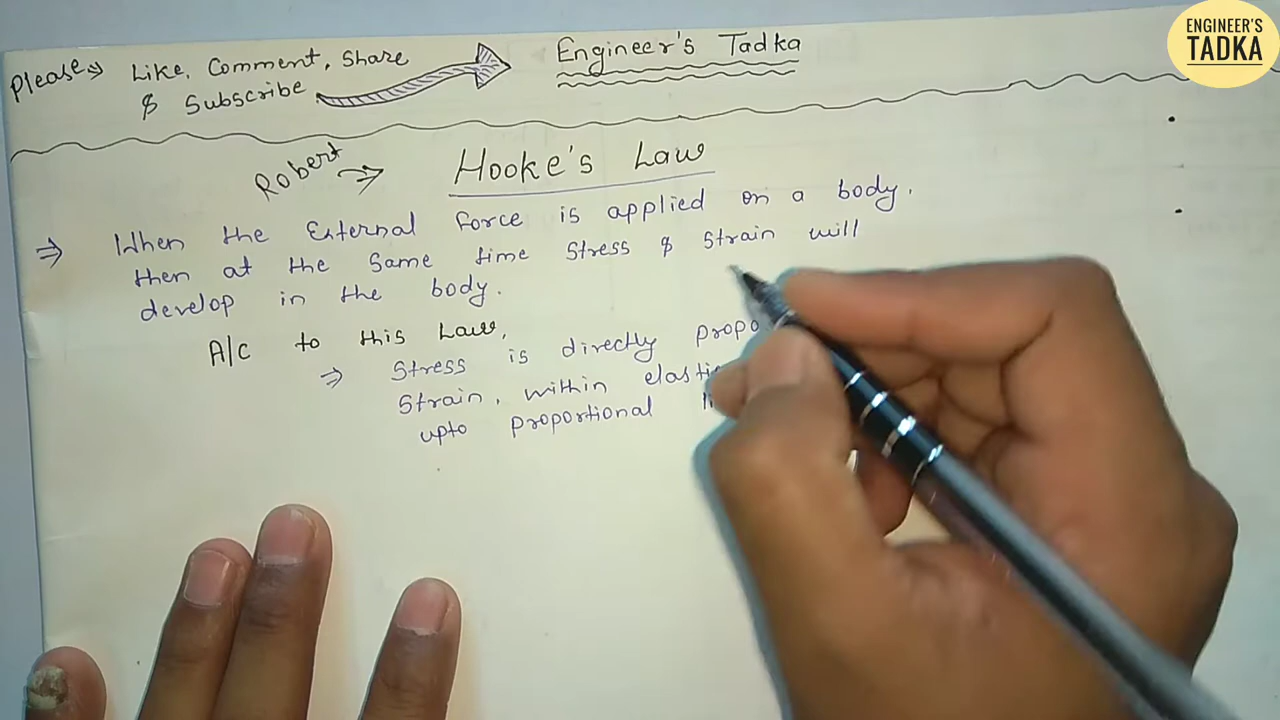 Please⇒ Like, Comment, Share
& Subscribe
Engineer's Tadka
ENGINEER'S
TADKA
Robert ⇒ Hooke's Law
⇒ When the External Force is applied on a body.
then at the same time stress & strain will
develop in the body.
A/c to this Law,
⇒ Stress is directly propo
Strain, within elastic
upto proportional